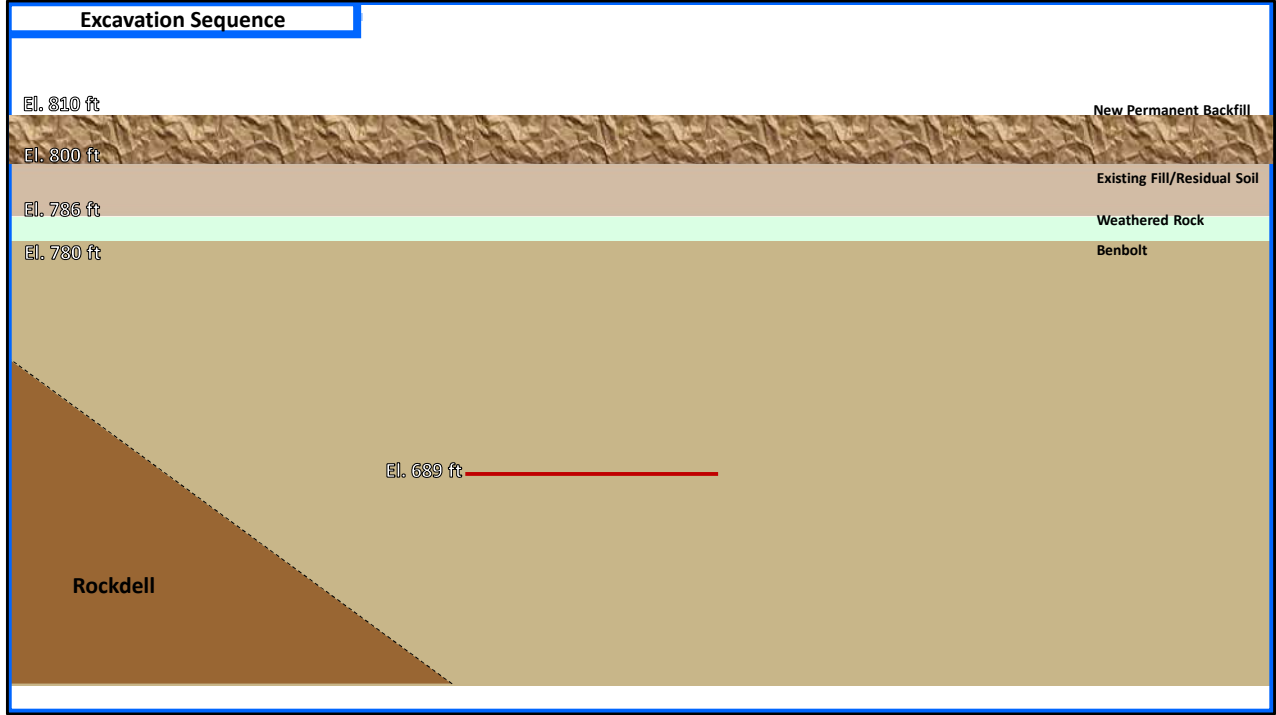 Excavation Sequence
El. 810 ft
New Permanent Backfill
El. 800 ft
Existing Fill/Residual Soil
El. 786 ft
Weathered Rock
El. 780 ft
Benbolt
El. 689 ft
Rockdell